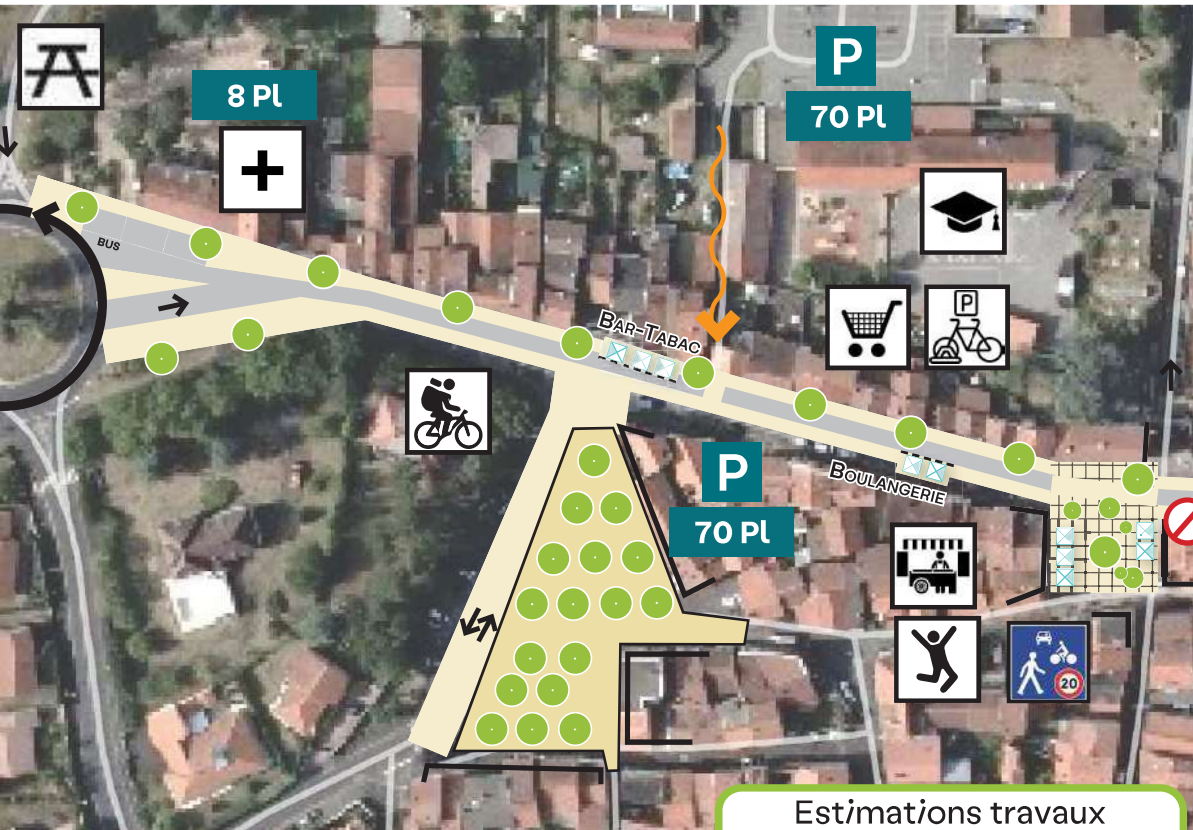 P
8 Pl
70 Pl
BUS
BAR-TABAC
P
P
70 Pl
BOULANGERIE
20
Estimations travaux